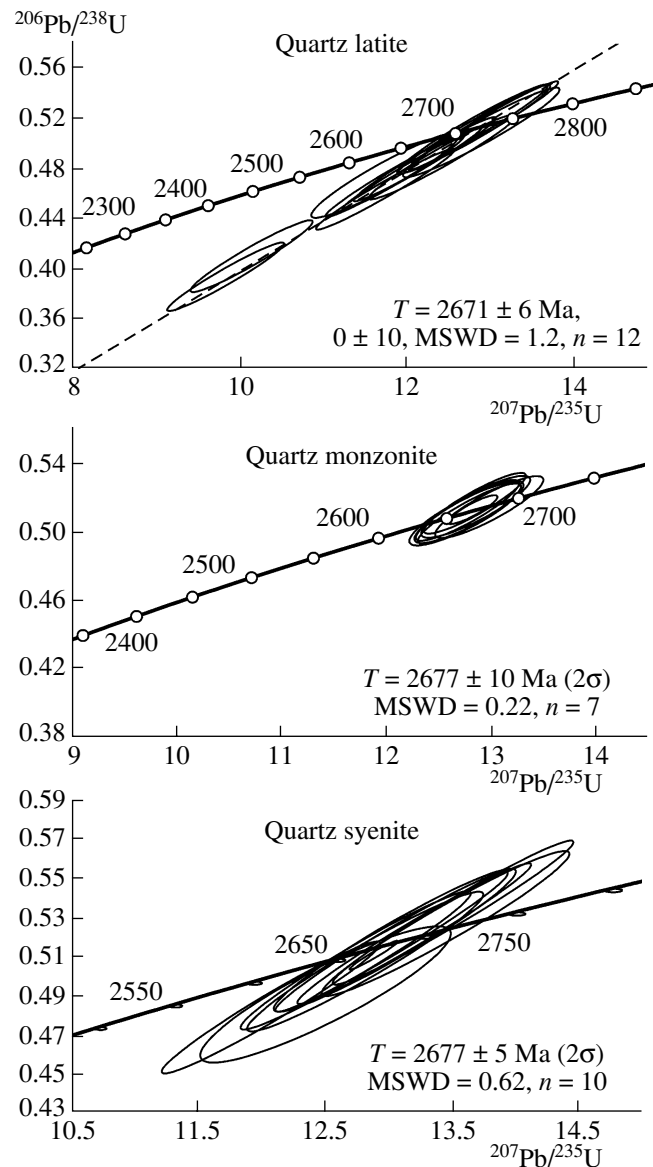 ²⁰⁶Pb/²³⁸U
Quartz latite
0.56
0.52
0.48
0.44
0.40
0.36
0.32
2300
2400
2500
2600
2700
2800
T = 2671 ± 6 Ma,
0 ± 10, MSWD = 1.2, n = 12
8 10 12 14
²⁰⁷Pb/²³⁵U
Quartz monzonite
0.54
0.50
0.46
0.42
0.38
2400
2500
2600
2700
T = 2677 ± 10 Ma (2σ)
MSWD = 0.22, n = 7
9 10 11 12 13 14
²⁰⁷Pb/²³⁵U
Quartz syenite
0.59
0.57
0.55
0.53
0.51
0.49
0.47
0.45
0.43
2550
2650
2750
T = 2677 ± 5 Ma (2σ)
MSWD = 0.62, n = 10
10.5 11.5 12.5 13.5 14.5
²⁰⁷Pb/²³⁵U